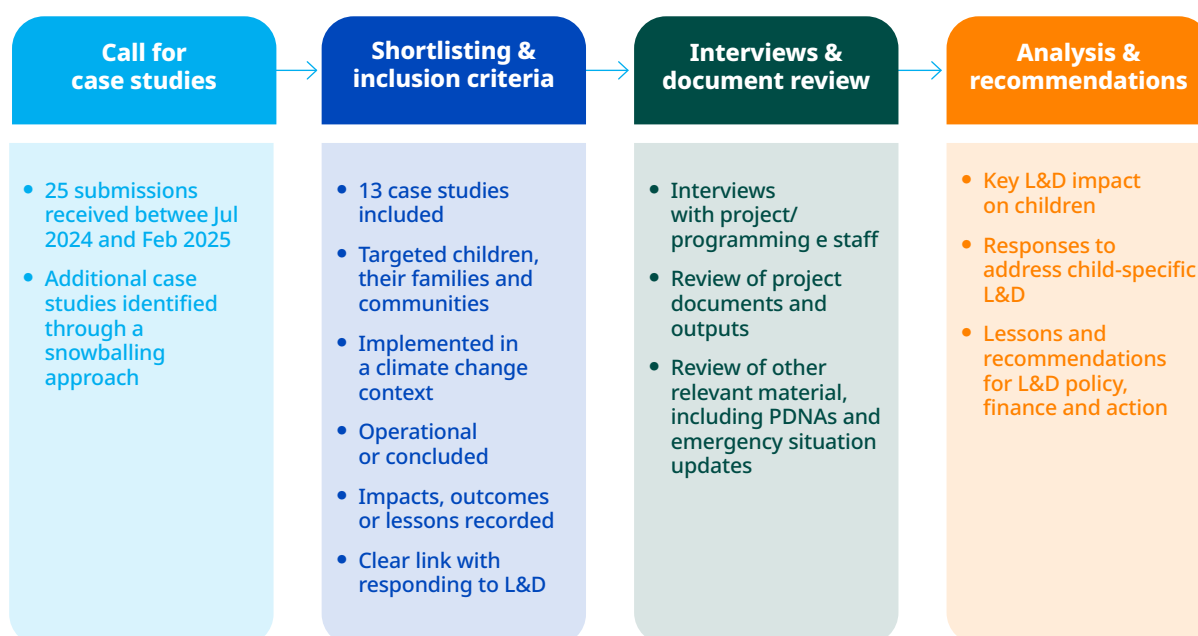 Call for
case studies
• 25 submissions
received betwee Jul
2024 and Feb 2025
• Additional case
studies identified
through a
snowballing
approach
Shortlisting &
inclusion criteria
• 13 case studies
included
• Targeted children,
their families and
communities
• Implemented in
a climate change
context
• Operational
or concluded
• Impacts, outcomes
or lessons recorded
• Clear link with
responding to L&D
Interviews &
document review
• Interviews
with project/
programming e staff
• Review of project
documents and
outputs
• Review of other
relevant material,
including PDNAs and
emergency situation
updates
Analysis &
recommendations
• Key L&D impact
on children
• Responses to
address child-specific
L&D
• Lessons and
recommendations
for L&D policy,
finance and action